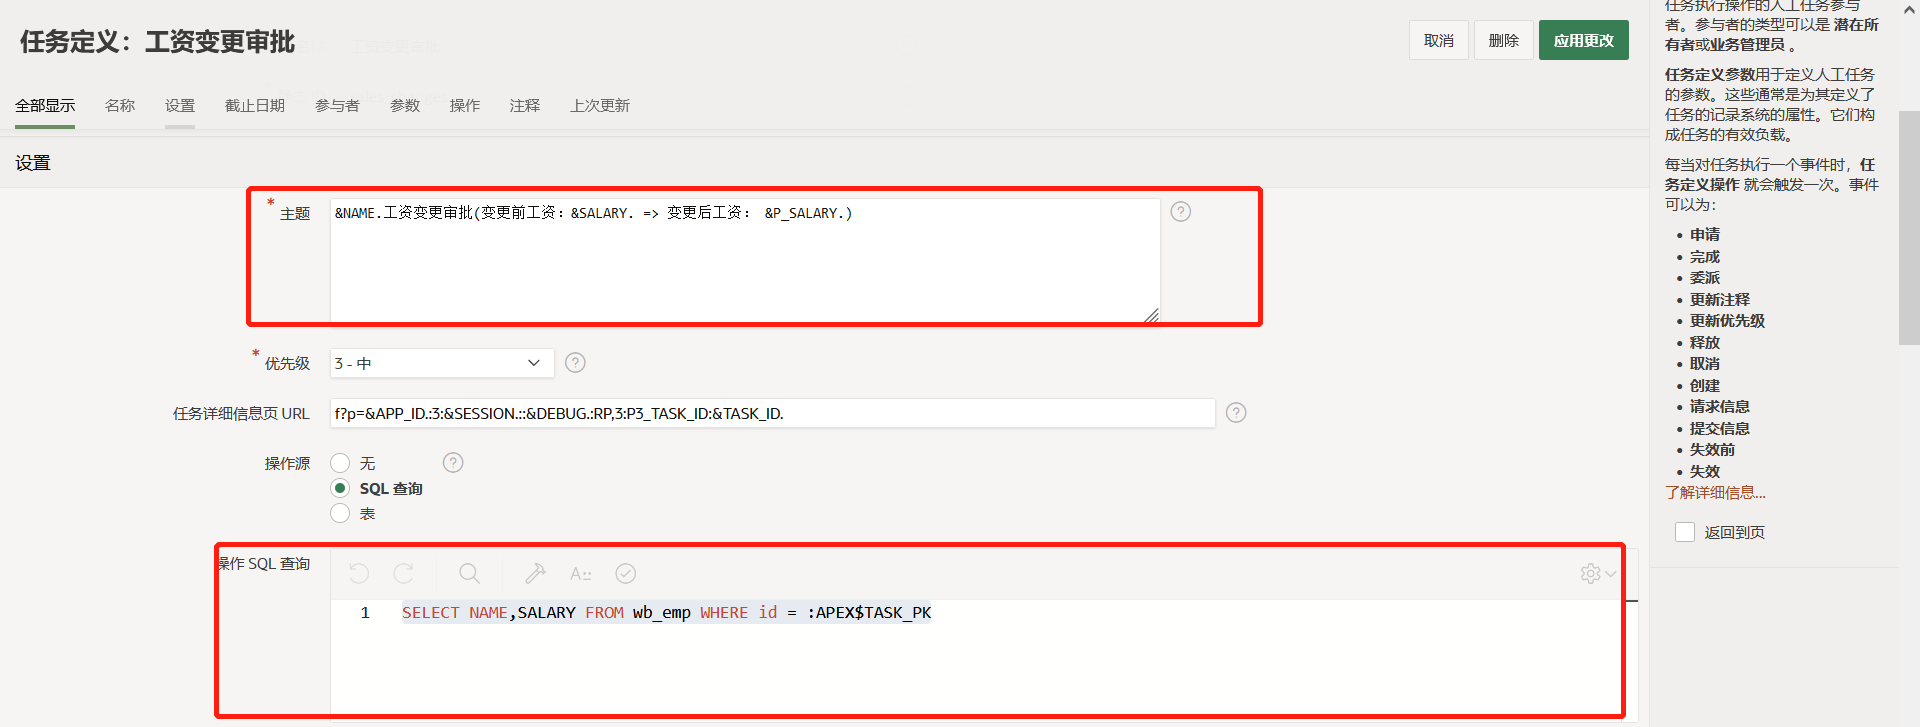 任务定义：工资变更审批
取消
删除
应用更改
全部显示
名称
设置
截止日期
参与者
参数
操作
注释
上次更新
设置
* 主题
&NAME.工资变更审批(变更前工资：&SALARY. => 变更后工资： &P_SALARY.)
* 优先级
3 - 中
任务详细信息页 URL
f?p=&APP_ID.:3:&SESSION.::&DEBUG.:RP,3:P3_TASK_ID:&TASK_ID.
操作源
无
SQL 查询
表
操作 SQL 查询
1 SELECT NAME,SALARY FROM wb_emp WHERE id = :APEX$TASK_PK
任务执行操作的人工任务参与
者。参与者的类型可以是 潜在所
有者或业务管理员 。
任务定义参数用于定义人工任务
的参数。这些通常是为其定义了
任务的记录系统的属性。它们构
成任务的有效负载。
每当对任务执行一个事件时，任
务定义操作 就会触发一次。事件
可以为：
申请
完成
委派
更新注释
更新优先级
释放
取消
创建
请求信息
提交信息
失效前
失效
了解详细信息...
返回到页